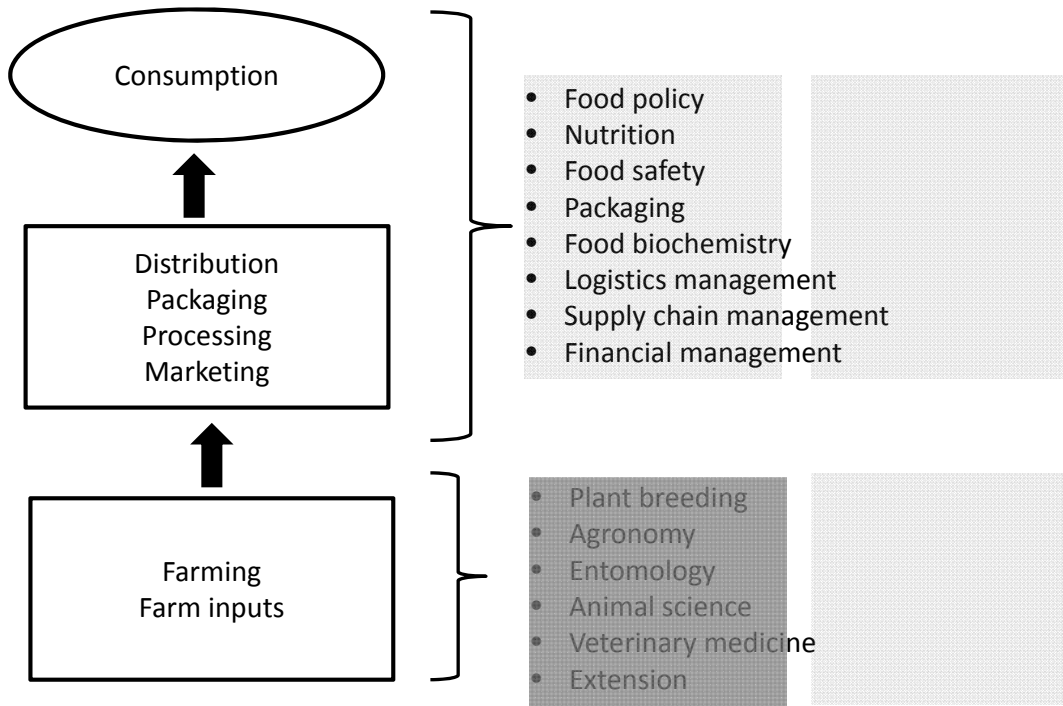 Consumption
Distribution
Packaging
Processing
Marketing
Farming
Farm inputs
• Food policy
• Nutrition
• Food safety
• Packaging
• Food biochemistry
• Logistics management
• Supply chain management
• Financial management
• Plant breeding
• Agronomy
• Entomology
• Animal science
• Veterinary medicine
• Extension